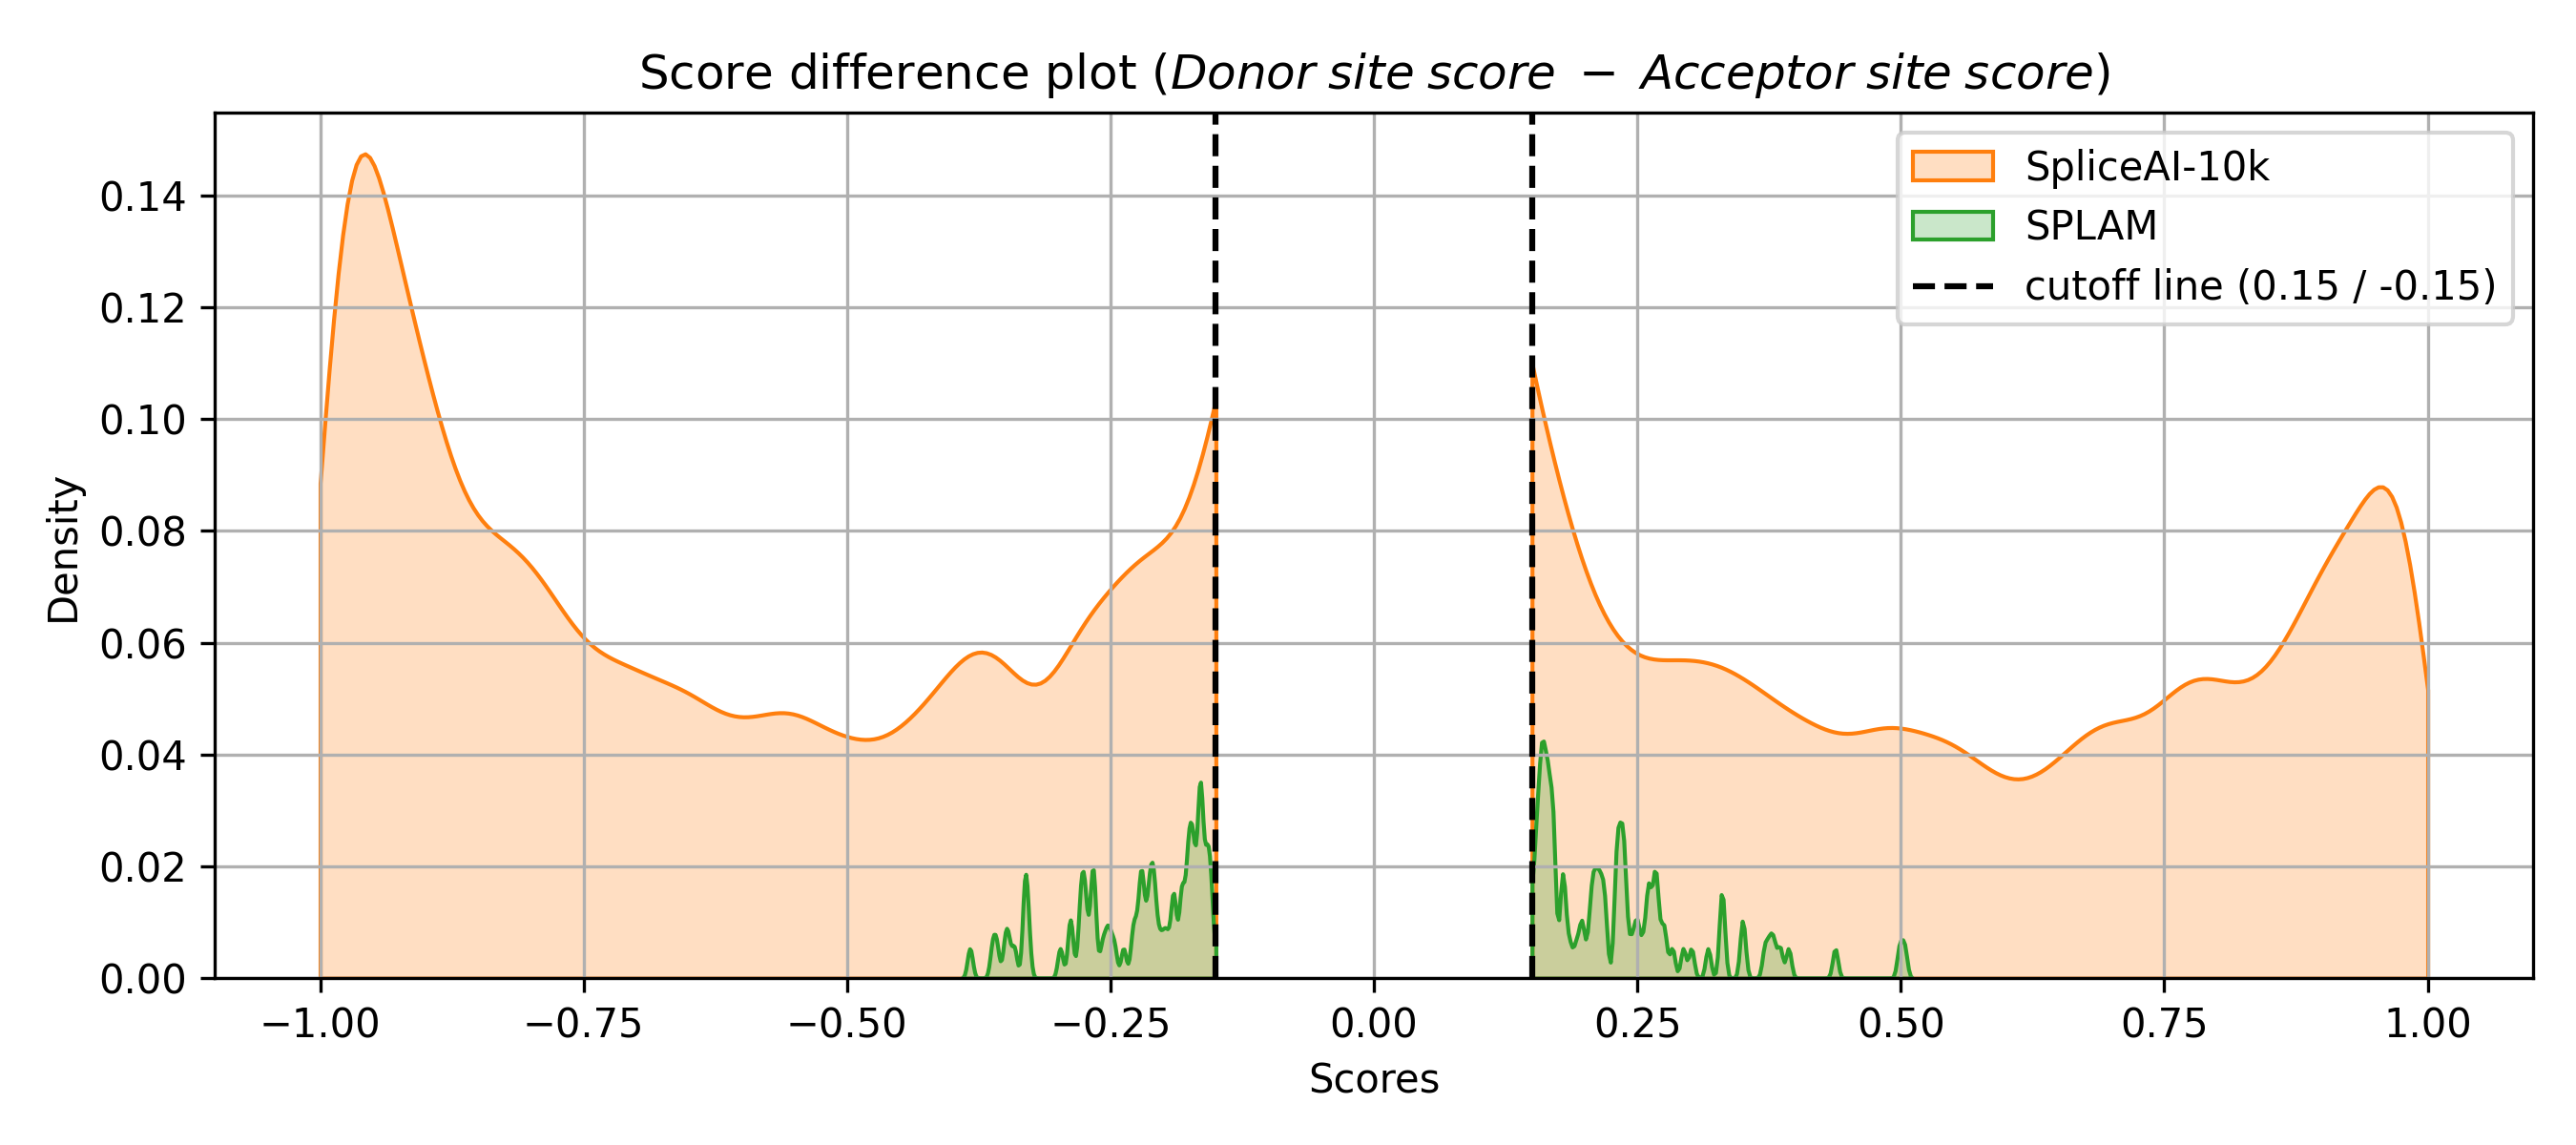 Score difference plot (Donor site score − Acceptor site score)
SpliceAI-10k
SPLAM
cutoff line (0.15 / -0.15)
Density
0.14
0.12
0.10
0.08
0.06
0.04
0.02
0.00
−1.00 −0.75 −0.50 −0.25 0.00 0.25 0.50 0.75 1.00
Scores